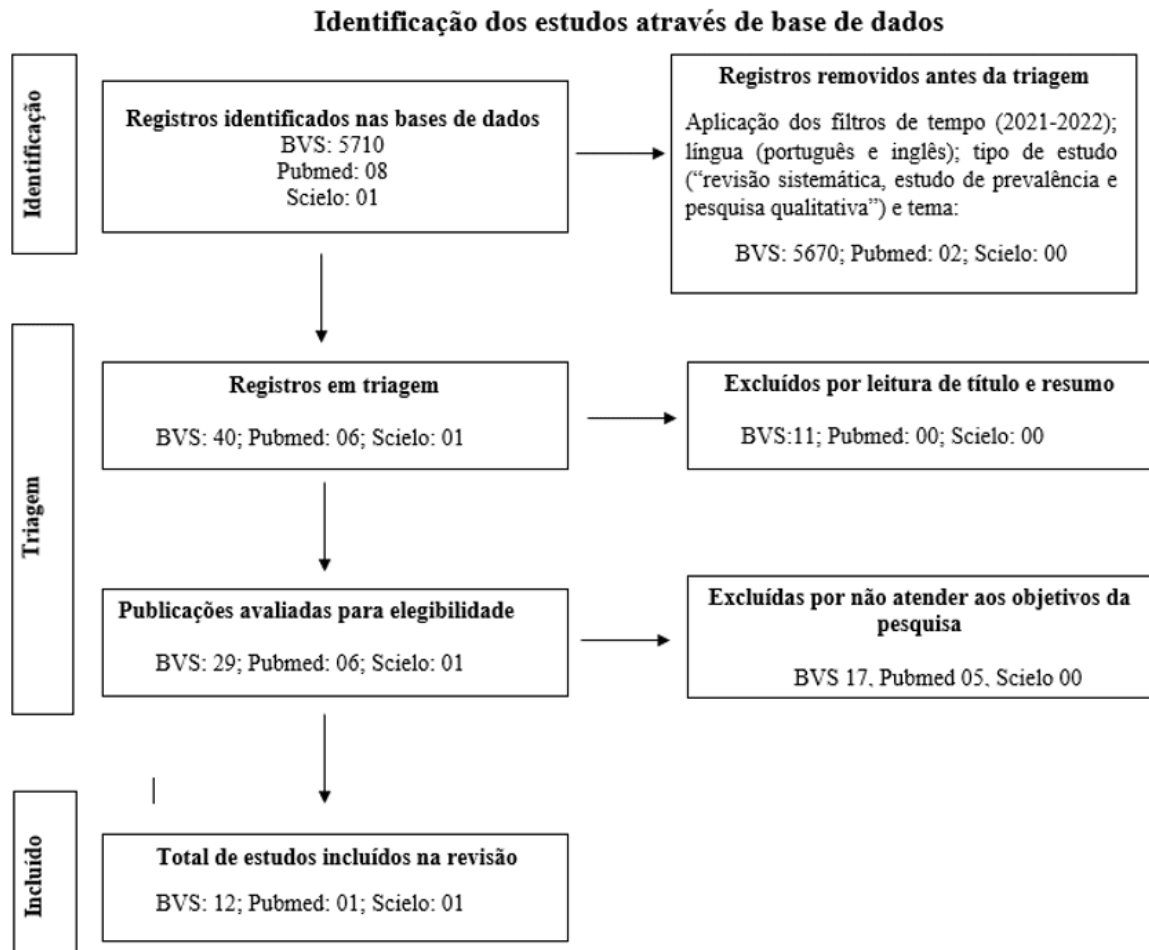 Identificação dos estudos através de base de dados
Identificação
Registros identificados nas bases de dados
BVS: 5710
Pubmed: 08
Scielo: 01
Registros removidos antes da triagem
Aplicação dos filtros de tempo (2021-2022);
língua (português e inglês); tipo de estudo
(“revisão sistemática, estudo de prevalência e
pesquisa qualitativa”) e tema:
BVS: 5670; Pubmed: 02; Scielo: 00
Triagem
Registros em triagem
BVS: 40; Pubmed: 06; Scielo: 01
Excluídos por leitura de título e resumo
BVS:11; Pubmed: 00; Scielo: 00
Publicações avaliadas para elegibilidade
BVS: 29; Pubmed: 06; Scielo: 01
Excluídas por não atender aos objetivos da
pesquisa
BVS 17, Pubmed 05, Scielo 00
Incluído
Total de estudos incluídos na revisão
BVS: 12; Pubmed: 01; Scielo: 01